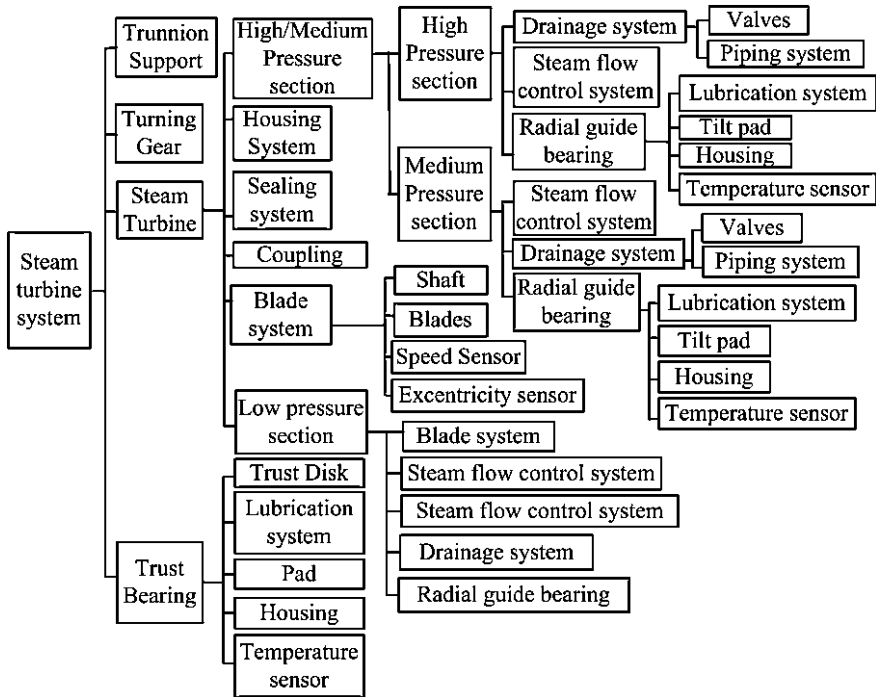 Steam
turbine
system
Trunnion
Support
Turning
Gear
Steam
Turbine
Trust
Bearing
High/Medium
Pressure
section
Housing
System
Sealing
system
Coupling
Blade
system
Low pressure
section
Trust Disk
Lubrication
system
Pad
Housing
Temperature
sensor
High
Pressure
section
Medium
Pressure
section
Shaft
Blades
Speed Sensor
Excentricity sensor
Blade system
Steam flow control system
Steam flow control system
Drainage system
Radial guide bearing
Drainage system
Steam flow
control system
Radial guide
bearing
Steam flow
control system
Drainage system
Radial guide
bearing
Valves
Piping system
Lubrication system
Tilt pad
Housing
Temperature sensor
Valves
Piping system
Lubrication system
Tilt pad
Housing
Temperature sensor